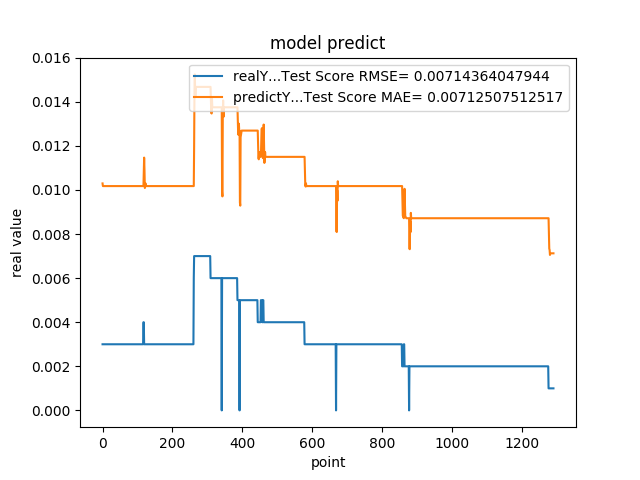 model predict
realY...Test Score RMSE= 0.00714364047944
predictY...Test Score MAE= 0.00712507512517
real value
0.016
0.014
0.012
0.010
0.008
0.006
0.004
0.002
0.000
0 200 400 600 800 1000 1200
point